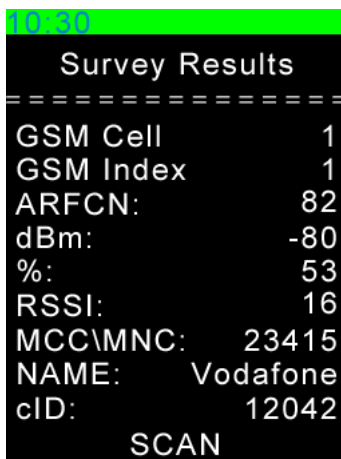 10:30
Survey Results
===============
GSM Cell 1
GSM Index 1
ARFCN: 82
dBm: -80
%: 53
RSSI: 16
MCC\MNC: 23415
NAME: Vodafone
cID: 12042
SCAN